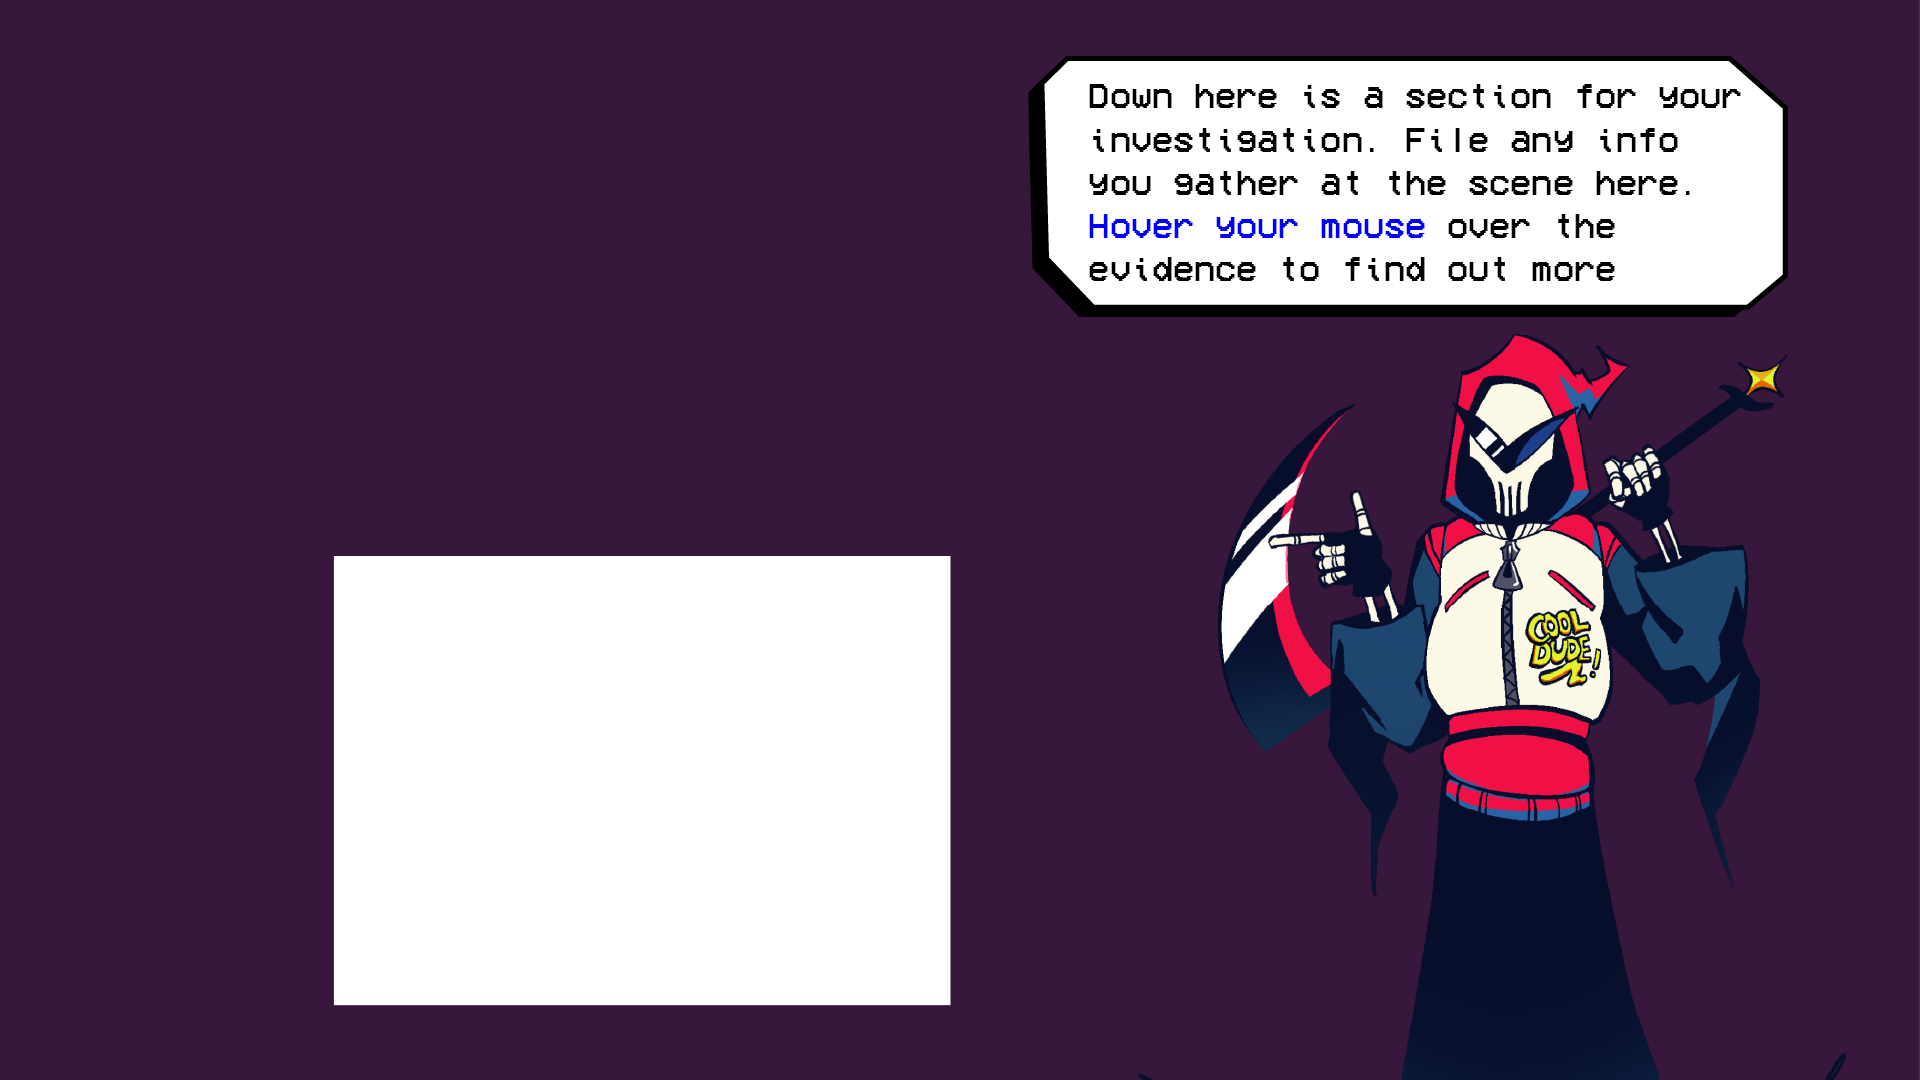 Down here is a section for your
investigation. File any info
you gather at the scene here.
Hover your mouse over the
evidence to find out more
COOL
DUDE!